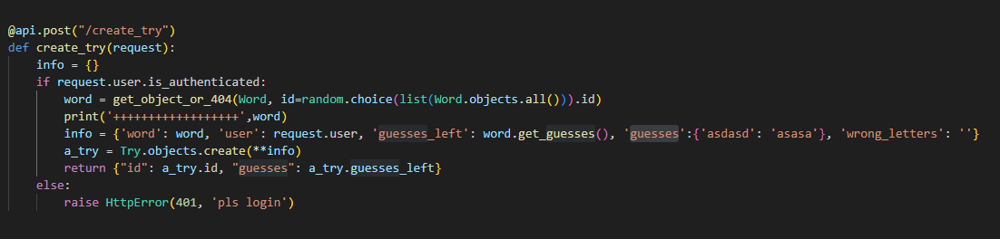 @api.post("/create_try")
def create_try(request):
    info = {}
    if request.user.is_authenticated:
        word = get_object_or_404(Word, id=random.choice(list(Word.objects.all())).id)
        print('++++++++++++++++++',word)
        info = {'word': word, 'user': request.user, 'guesses_left': word.get_guesses(), 'guesses':{'asdasd': 'asasa'}, 'wrong_letters': ''}
        a_try = Try.objects.create(**info)
        return {"id": a_try.id, "guesses": a_try.guesses_left}
    else:
        raise HttpError(401, 'pls login')